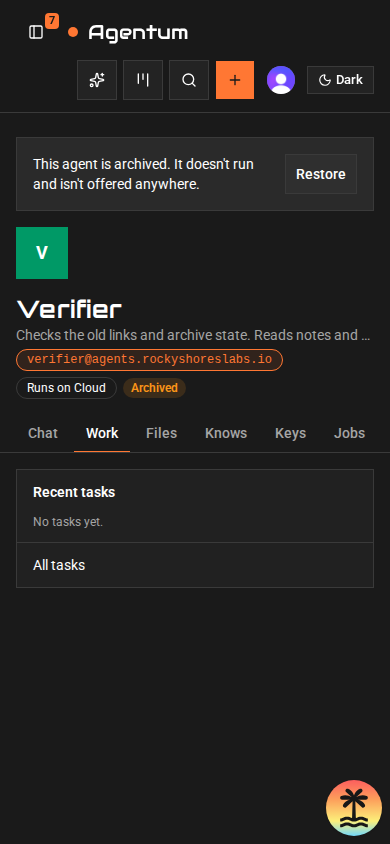 7
Agentum
Dark
This agent is archived. It doesn't run
and isn't offered anywhere.
Restore
V
Verifier
Checks the old links and archive state. Reads notes and ...
verifier@agents.rockyshoreslabs.io
Runs on Cloud
Archived
Chat
Work
Files
Knows
Keys
Jobs
Recent tasks
No tasks yet.
All tasks